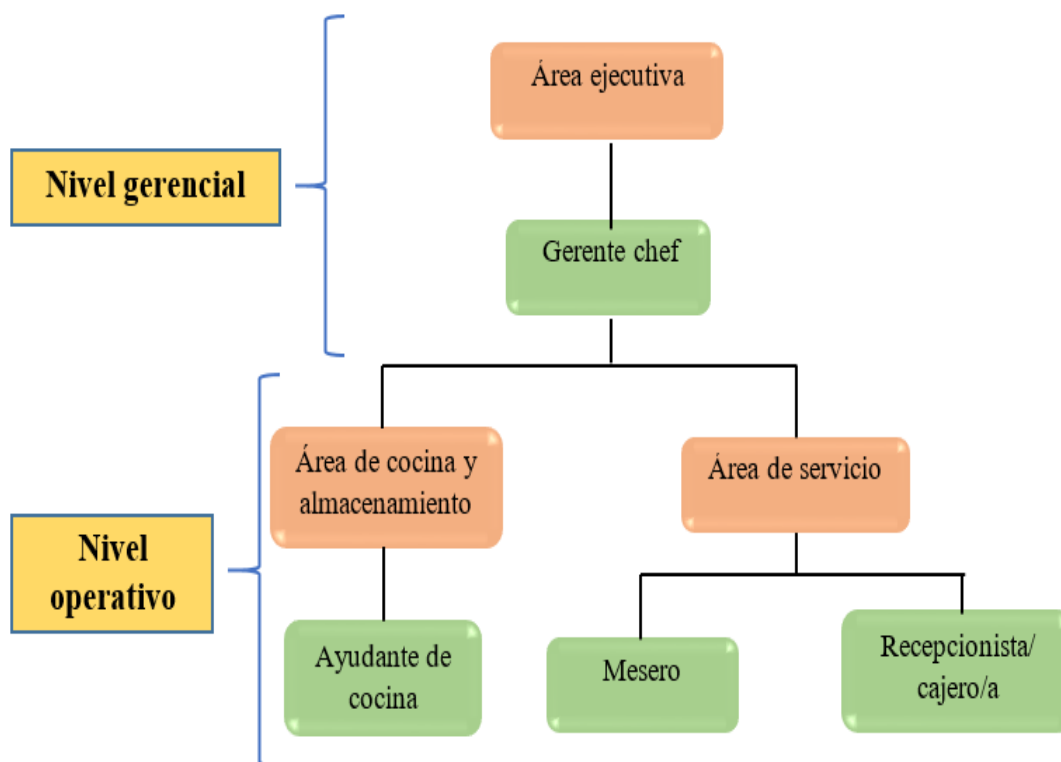 Área ejecutiva
Nivel gerencial
Gerente chef
Área de cocina y
almacenamiento
Área de servicio
Nivel
operativo
Ayudante de
cocina
Mesero
Recepcionista/
cajero/a